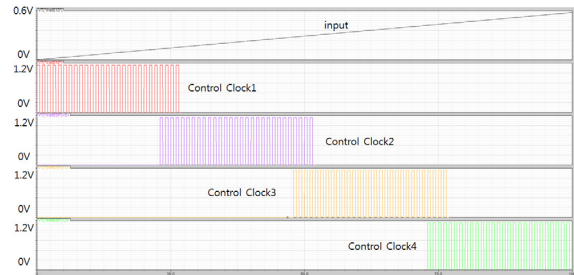 0.6V
input
0V
1.2V
Control Clock1
0V
1.2V
Control Clock2
0V
1.2V
Control Clock3
0V
1.2V
Control Clock4
0V